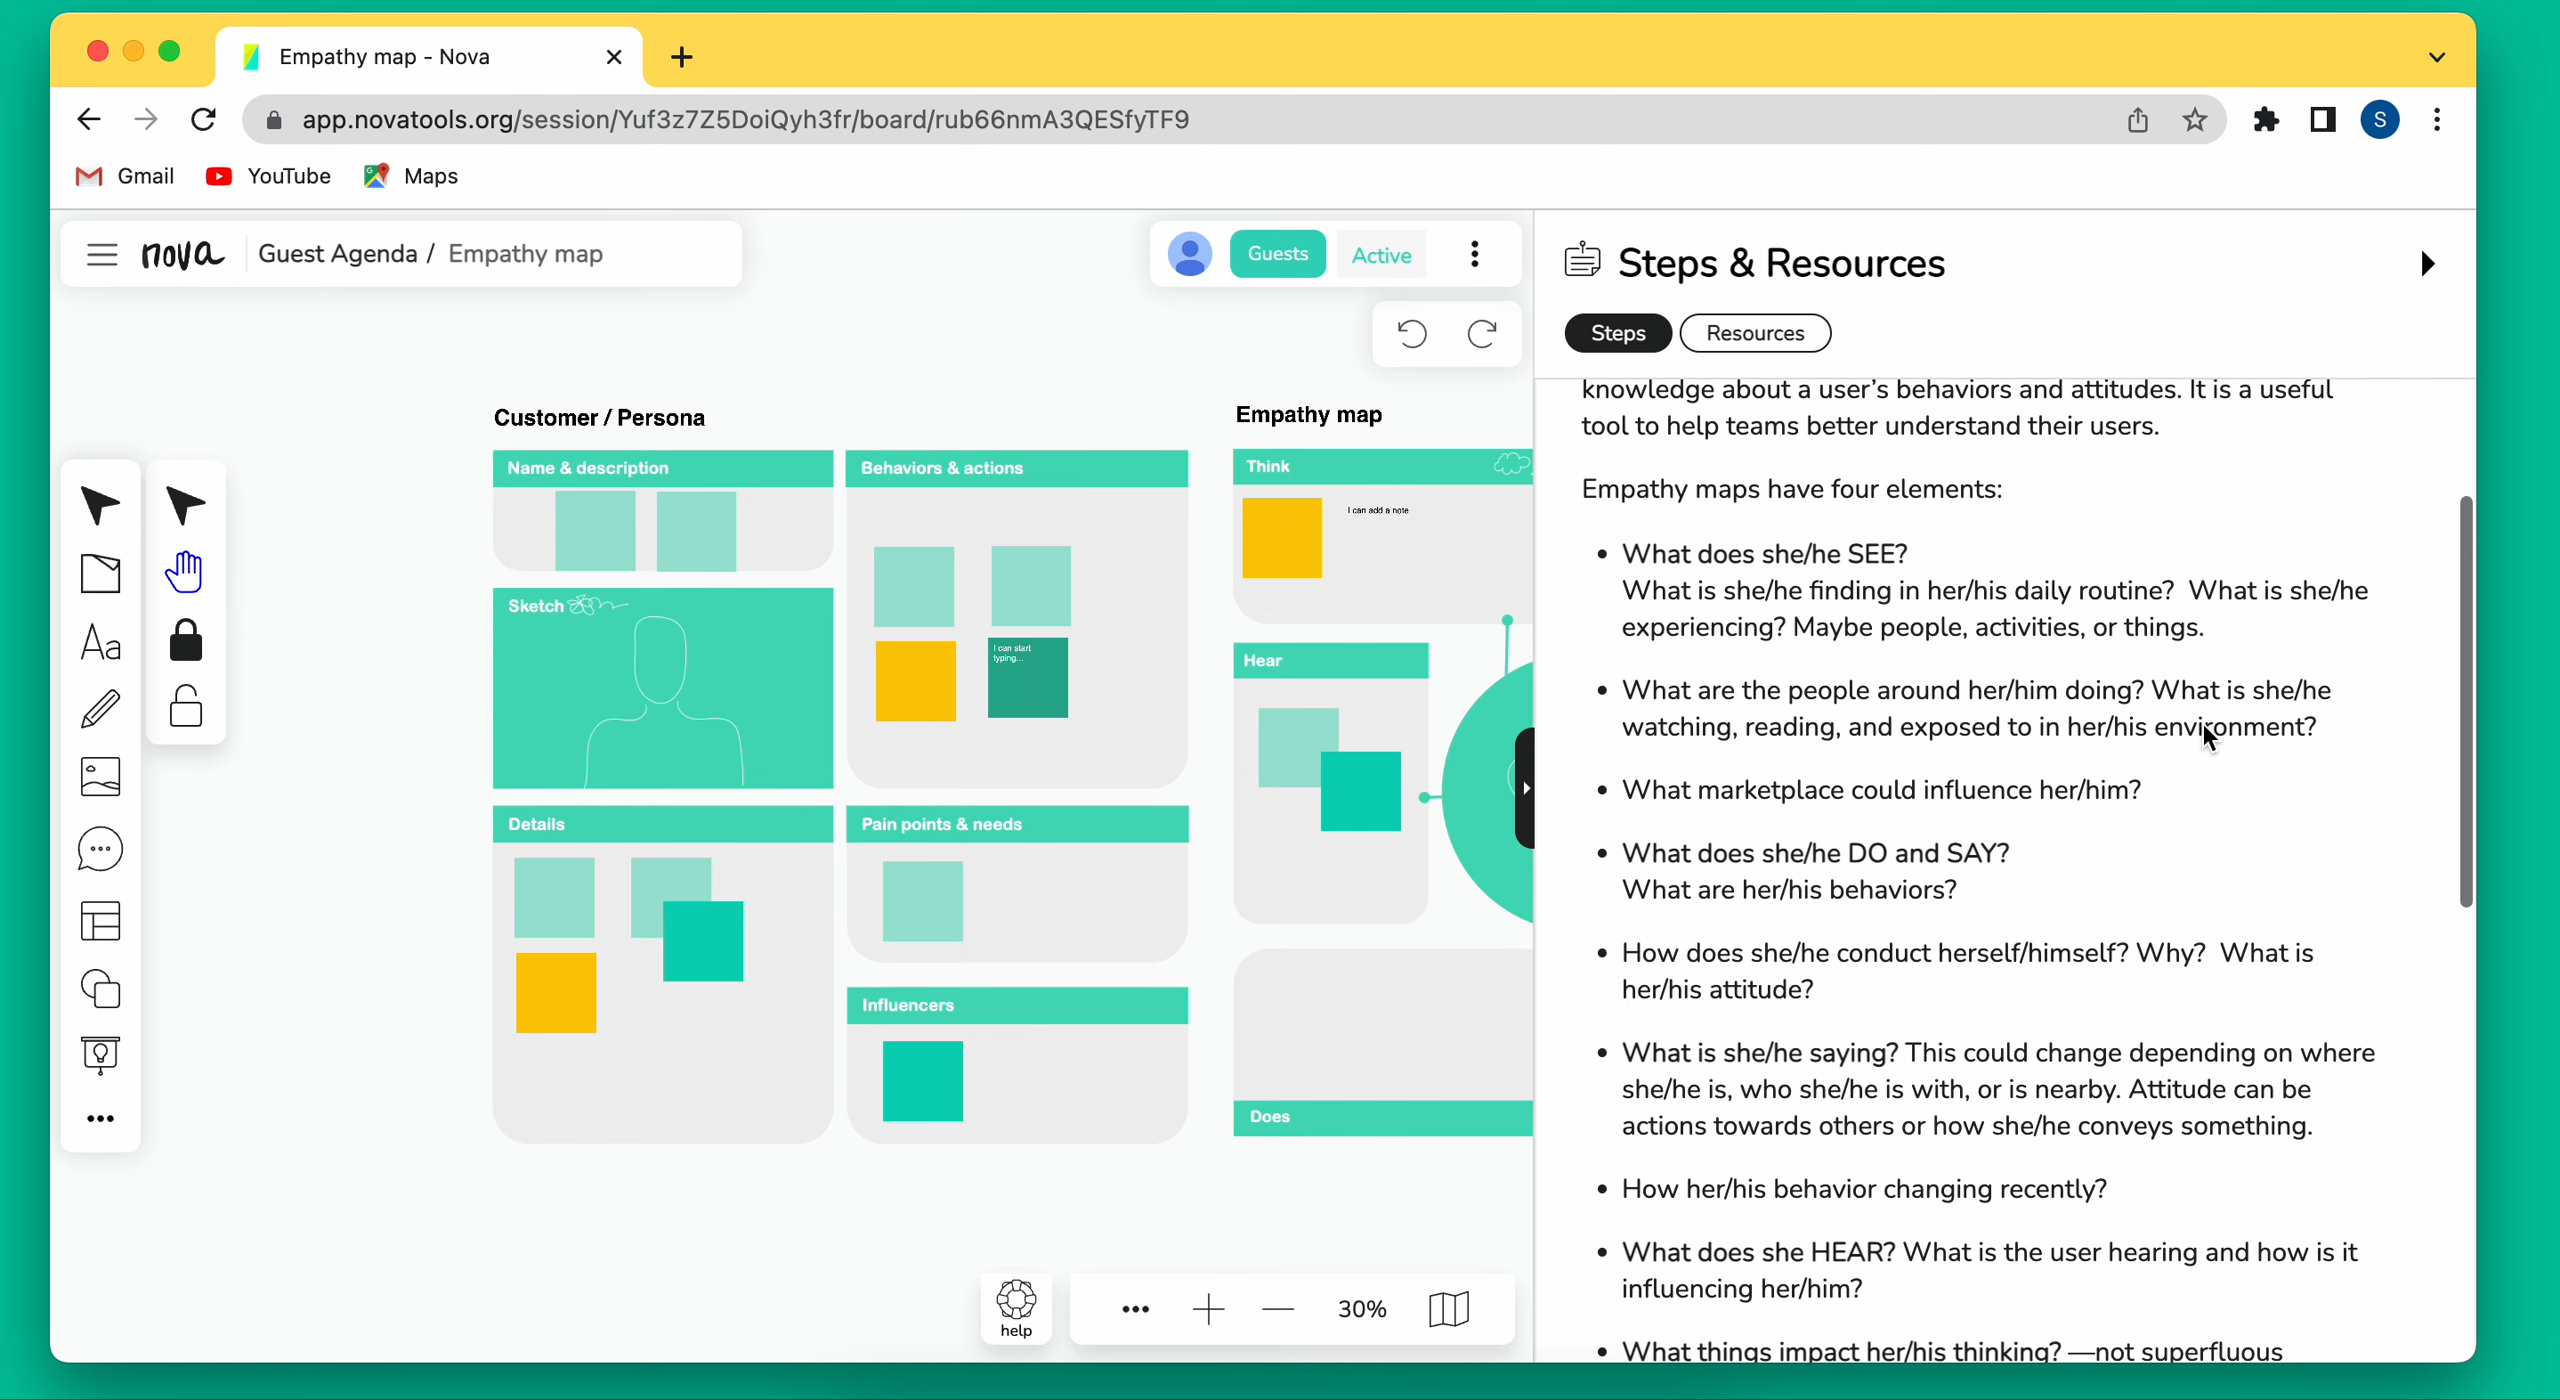 Empathy map - Nova
app.novatools.org/session/Yuf3z7Z5DoiQyh3fr/board/rub66nmA3QESfyTF9
S
Gmail
YouTube
Maps
nova
Guest Agenda / Empathy map
Guests
Active
Steps & Resources
Steps
Resources
Customer / Persona
Name & description
Behaviors & actions
Sketch
I can start
typing...
Details
Pain points & needs
Influencers
Empathy map
Think
I can add a note
Hear
Does
Aa
help
30%
knowledge about a user's behaviors and attitudes. It is a useful
tool to help teams better understand their users.
Empathy maps have four elements:
• What does she/he SEE?
What is she/he finding in her/his daily routine? What is she/he
experiencing? Maybe people, activities, or things.
• What are the people around her/him doing? What is she/he
watching, reading, and exposed to in her/his environment?
• What marketplace could influence her/him?
• What does she/he DO and SAY?
What are her/his behaviors?
• How does she/he conduct herself/himself? Why? What is
her/his attitude?
• What is she/he saying? This could change depending on where
she/he is, who she/he is with, or is nearby. Attitude can be
actions towards others or how she/he conveys something.
• How her/his behavior changing recently?
• What does she HEAR? What is the user hearing and how is it
influencing her/him?
• What things impact her/his thinking? —not superfluous